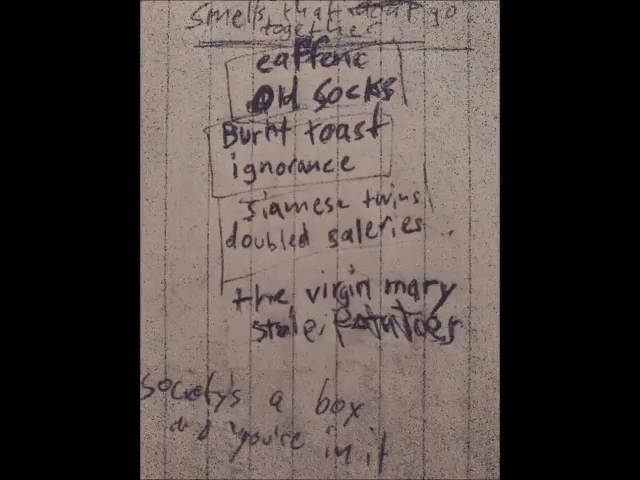 Smells that go
together
caffene
Old Socks
Burnt toast
ignorance
Siamese twins
doubled saleries
the virgin mary
stale potatoes
Society's a box
and you're in it